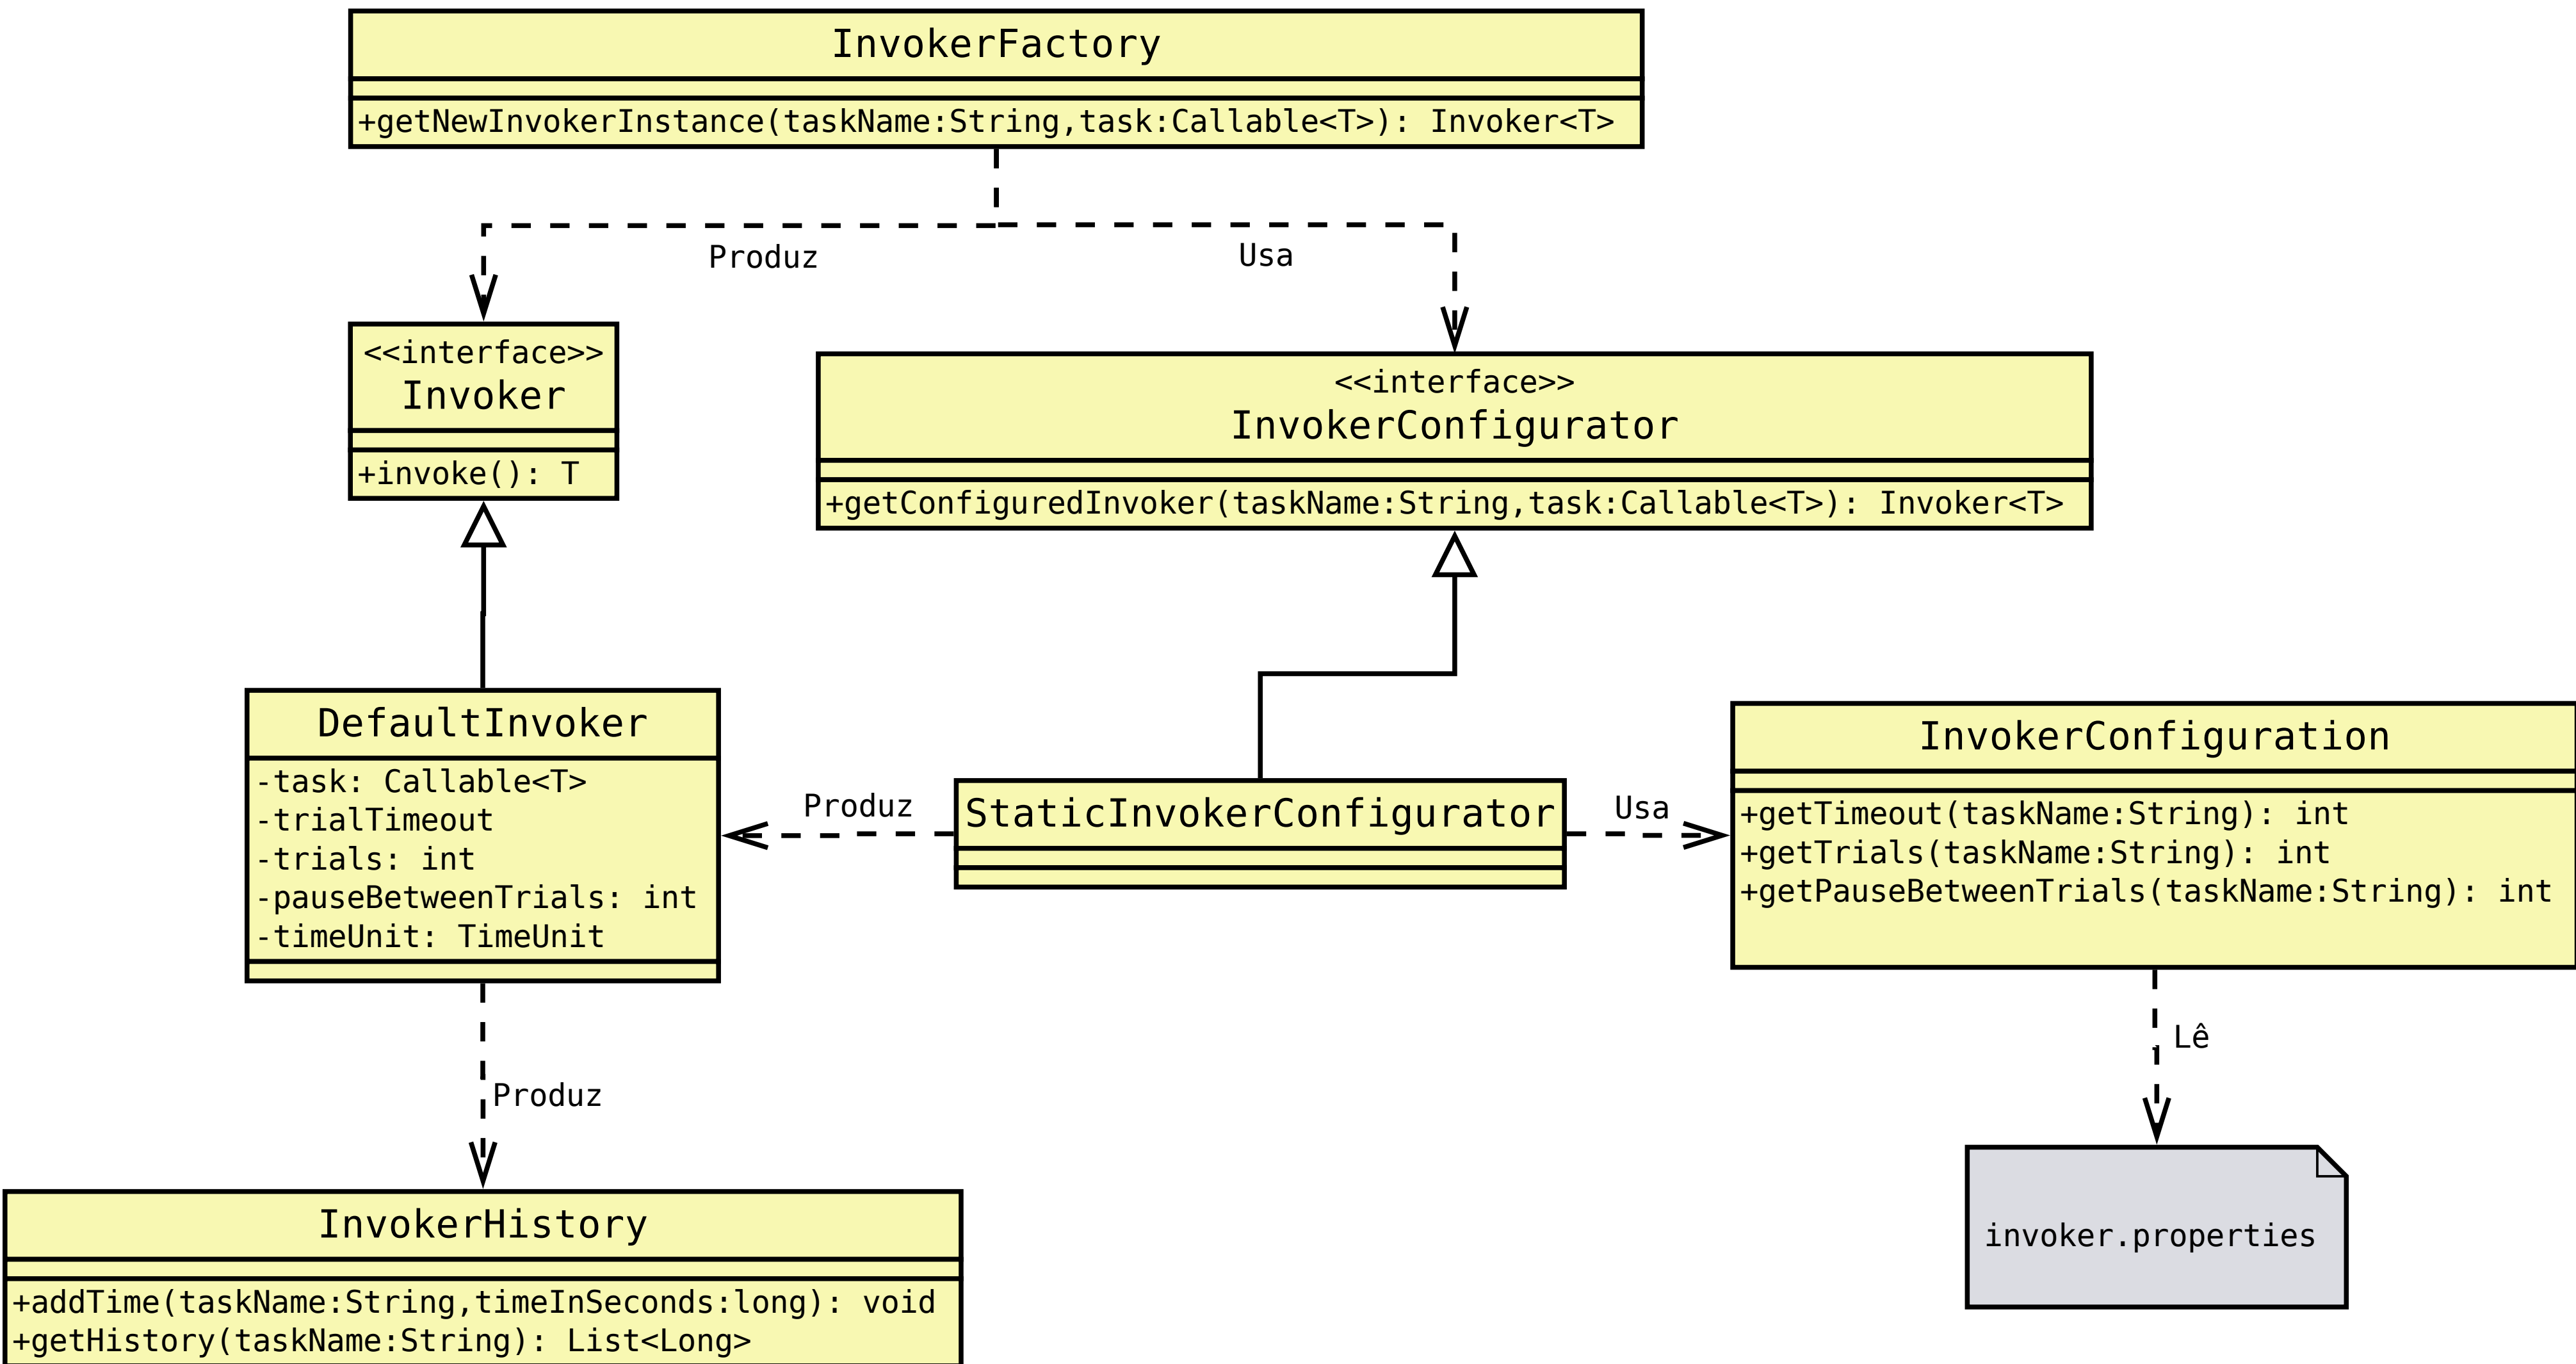 InvokerFactory
+getNewInvokerInstance(taskName:String,task:Callable<T>): Invoker<T>
Produz
Usa
<<interface>>
Invoker
+invoke(): T
<<interface>>
InvokerConfigurator
+getConfiguredInvoker(taskName:String,task:Callable<T>): Invoker<T>
DefaultInvoker
-task: Callable<T>
-trialTimeout
-trials: int
-pauseBetweenTrials: int
-timeUnit: TimeUnit
Produz
StaticInvokerConfigurator
Usa
InvokerConfiguration
+getTimeout(taskName:String): int
+getTrials(taskName:String): int
+getPauseBetweenTrials(taskName:String): int
Produz
Lê
InvokerHistory
+addTime(taskName:String,timeInSeconds:long): void
+getHistory(taskName:String): List<Long>
invoker.properties